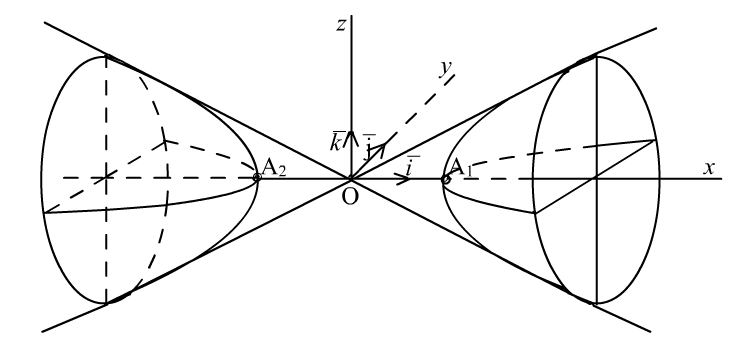 z
y
k̅
j̅
A₂
i̅
A₁
x
O